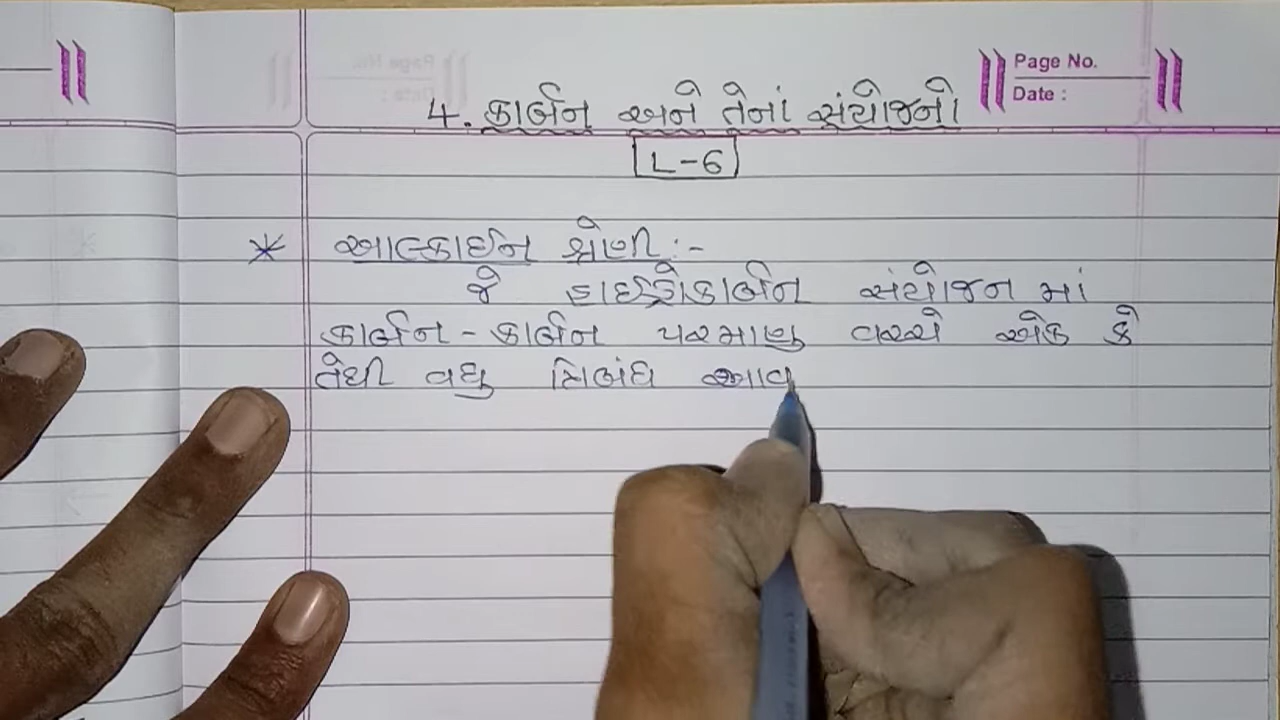 Page No.
Date :
4. કાર્બન અને તેનાં સંયોજનો
L-6
* આલ્કાઇન શ્રેણી :-
જે હાઇડ્રોકાર્બન સંયોજન માં
કાર્બન - કાર્બન પરમાણુ વચ્ચે એક કે
તેથી વધુ ત્રિબંધ આવ